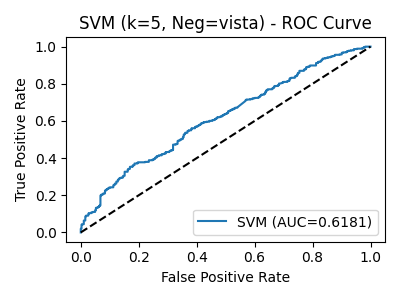 SVM (k=5, Neg=vista) - ROC Curve
True Positive Rate
1.0
0.8
0.6
0.4
0.2
0.0
SVM (AUC=0.6181)
0.0 0.2 0.4 0.6 0.8 1.0
False Positive Rate